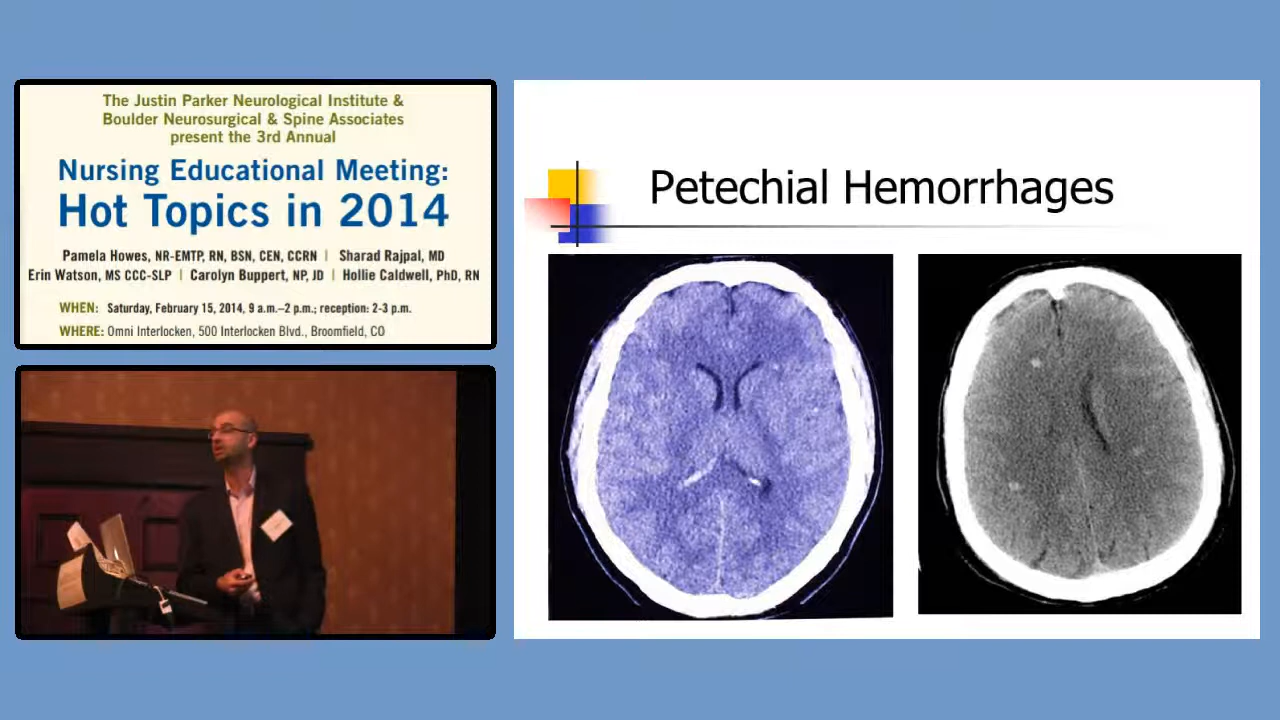 The Justin Parker Neurological Institute &
Boulder Neurosurgical & Spine Associates
present the 3rd Annual
Nursing Educational Meeting:
Hot Topics in 2014
Pamela Howes, NR-EMTP, RN, BSN, CEN, CCRN | Sharad Rajpal, MD
Erin Watson, MS CCC-SLP | Carolyn Buppert, NP, JD | Hollie Caldwell, PhD, RN
WHEN: Saturday, February 15, 2014, 9 a.m.–2 p.m.; reception: 2-3 p.m.
WHERE: Omni Interlocken, 500 Interlocken Blvd., Broomfield, CO
Petechial Hemorrhages